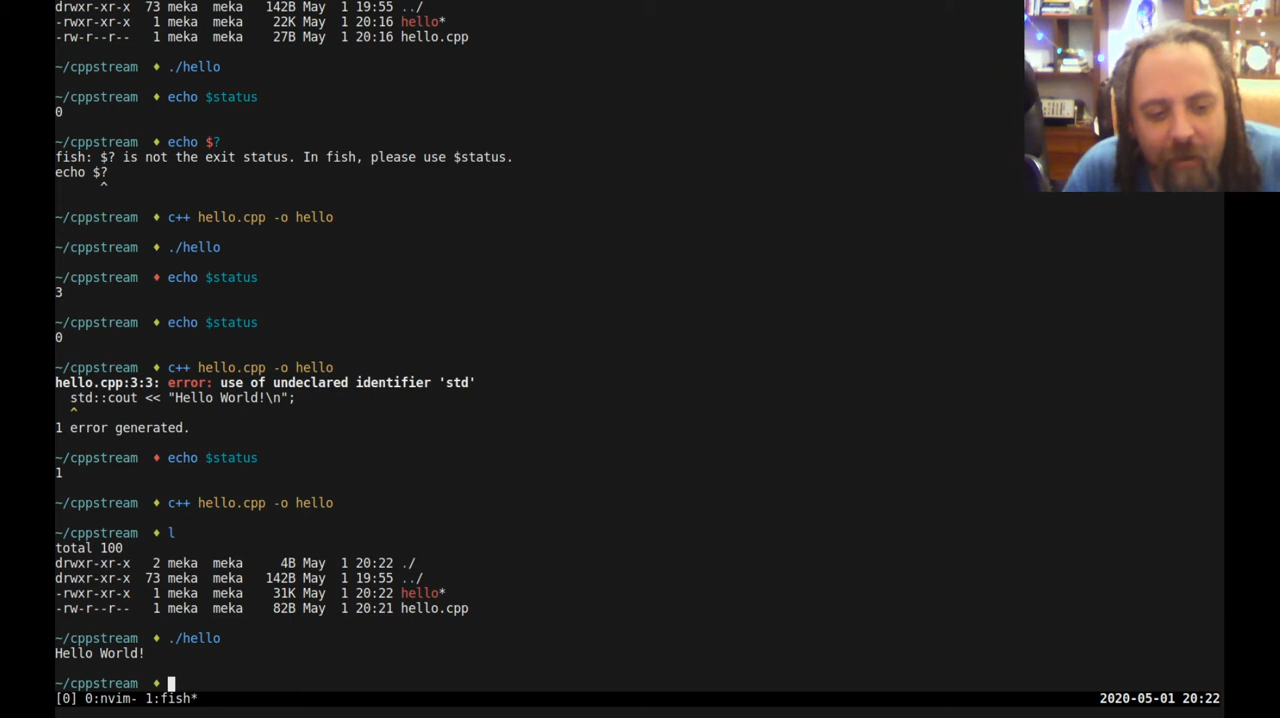 drwxr-xr-x  73 meka  meka   142B May  1 19:55 ../
-rwxr-xr-x   1 meka  meka    22K May  1 20:16 hello*
-rw-r--r--   1 meka  meka    27B May  1 20:16 hello.cpp
~/cppstream ♦ ./hello
~/cppstream ♦ echo $status
0
~/cppstream ♦ echo $?
fish: $? is not the exit status. In fish, please use $status.
echo $?
^
~/cppstream ♦ c++ hello.cpp -o hello
~/cppstream ♦ ./hello
~/cppstream ♦ echo $status
3
~/cppstream ♦ echo $status
0
~/cppstream ♦ c++ hello.cpp -o hello
hello.cpp:3:3: error: use of undeclared identifier 'std'
std::cout << "Hello World!\n";
^
1 error generated.
~/cppstream ♦ echo $status
1
~/cppstream ♦ c++ hello.cpp -o hello
~/cppstream ♦ l
total 100
drwxr-xr-x   2 meka  meka     4B May  1 20:22 ./
drwxr-xr-x  73 meka  meka   142B May  1 19:55 ../
-rwxr-xr-x   1 meka  meka    31K May  1 20:22 hello*
-rw-r--r--   1 meka  meka    82B May  1 20:21 hello.cpp
~/cppstream ♦ ./hello
Hello World!
~/cppstream ♦
[0] 0:nvim- 1:fish* 2020-05-01 20:22